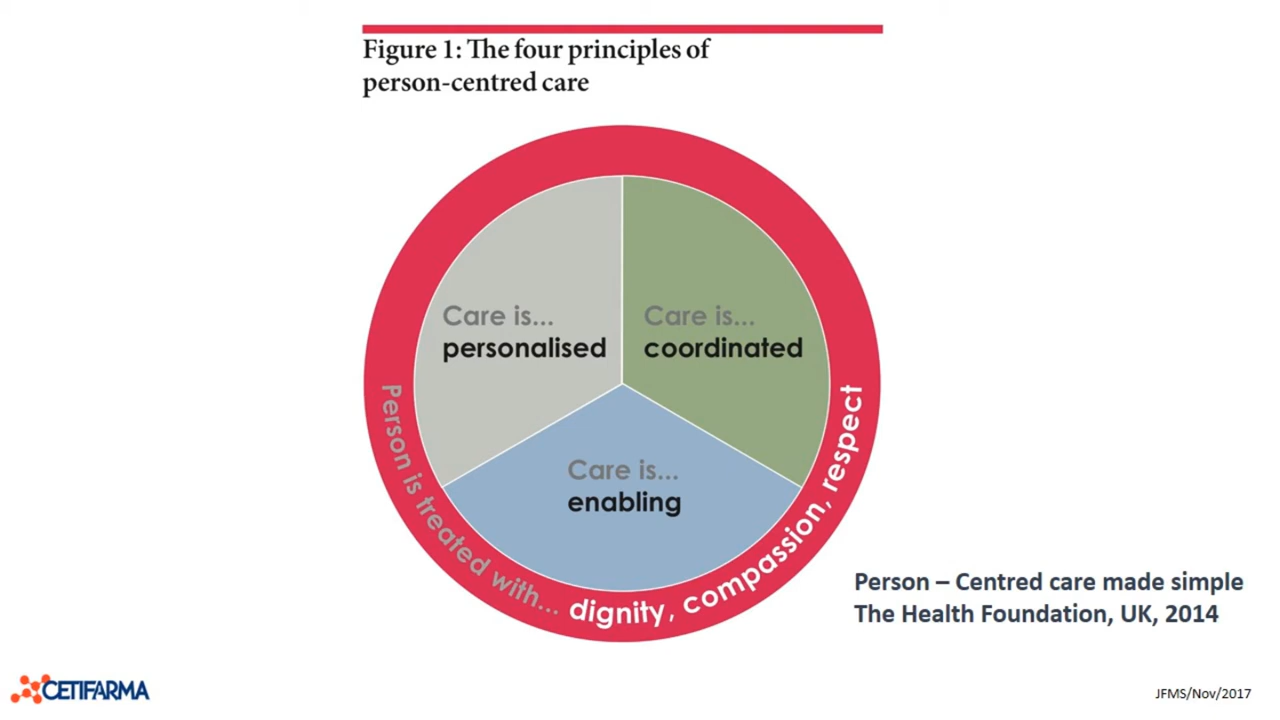 Figure 1: The four principles of
person-centred care
Care is...
personalised
Care is...
coordinated
Care is...
enabling
Person is treated with... dignity, compassion, respect
Person – Centred care made simple
The Health Foundation, UK, 2014
CETIFARMA
JFMS/Nov/2017